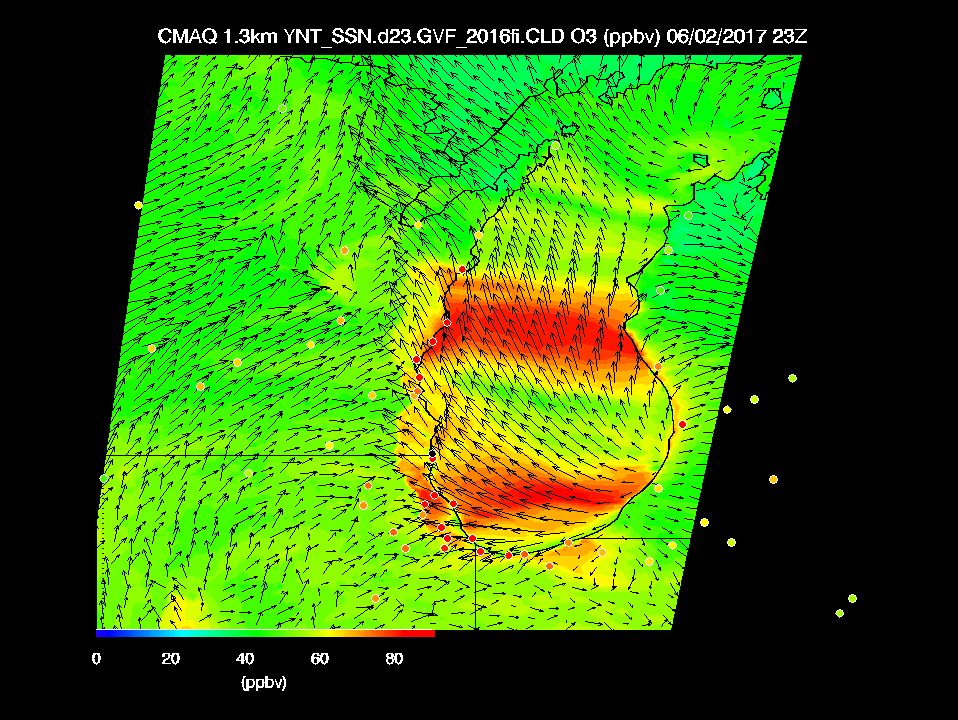 CMAQ 1.3km YNT_SSN.d23.GVF_2016fi.CLD O3 (ppbv) 06/02/2017 23Z
0 20 40 60 80
(ppbv)